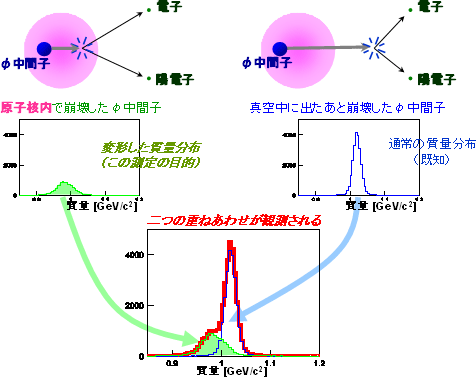 電子
電子
φ中間子
φ中間子
陽電子
陽電子
原子核内で崩壊したφ中間子
真空中に出たあと崩壊したφ中間子
4000
変形した質量分布
(この測定の目的)
2000
0
質量 [GeV/c²]
4000
通常の質量分布
(既知)
2000
0
質量 [GeV/c²]
二つの重ねあわせが観測される
4000
2000
0
0.9
1
1.1
1.2
質量 [GeV/c²]